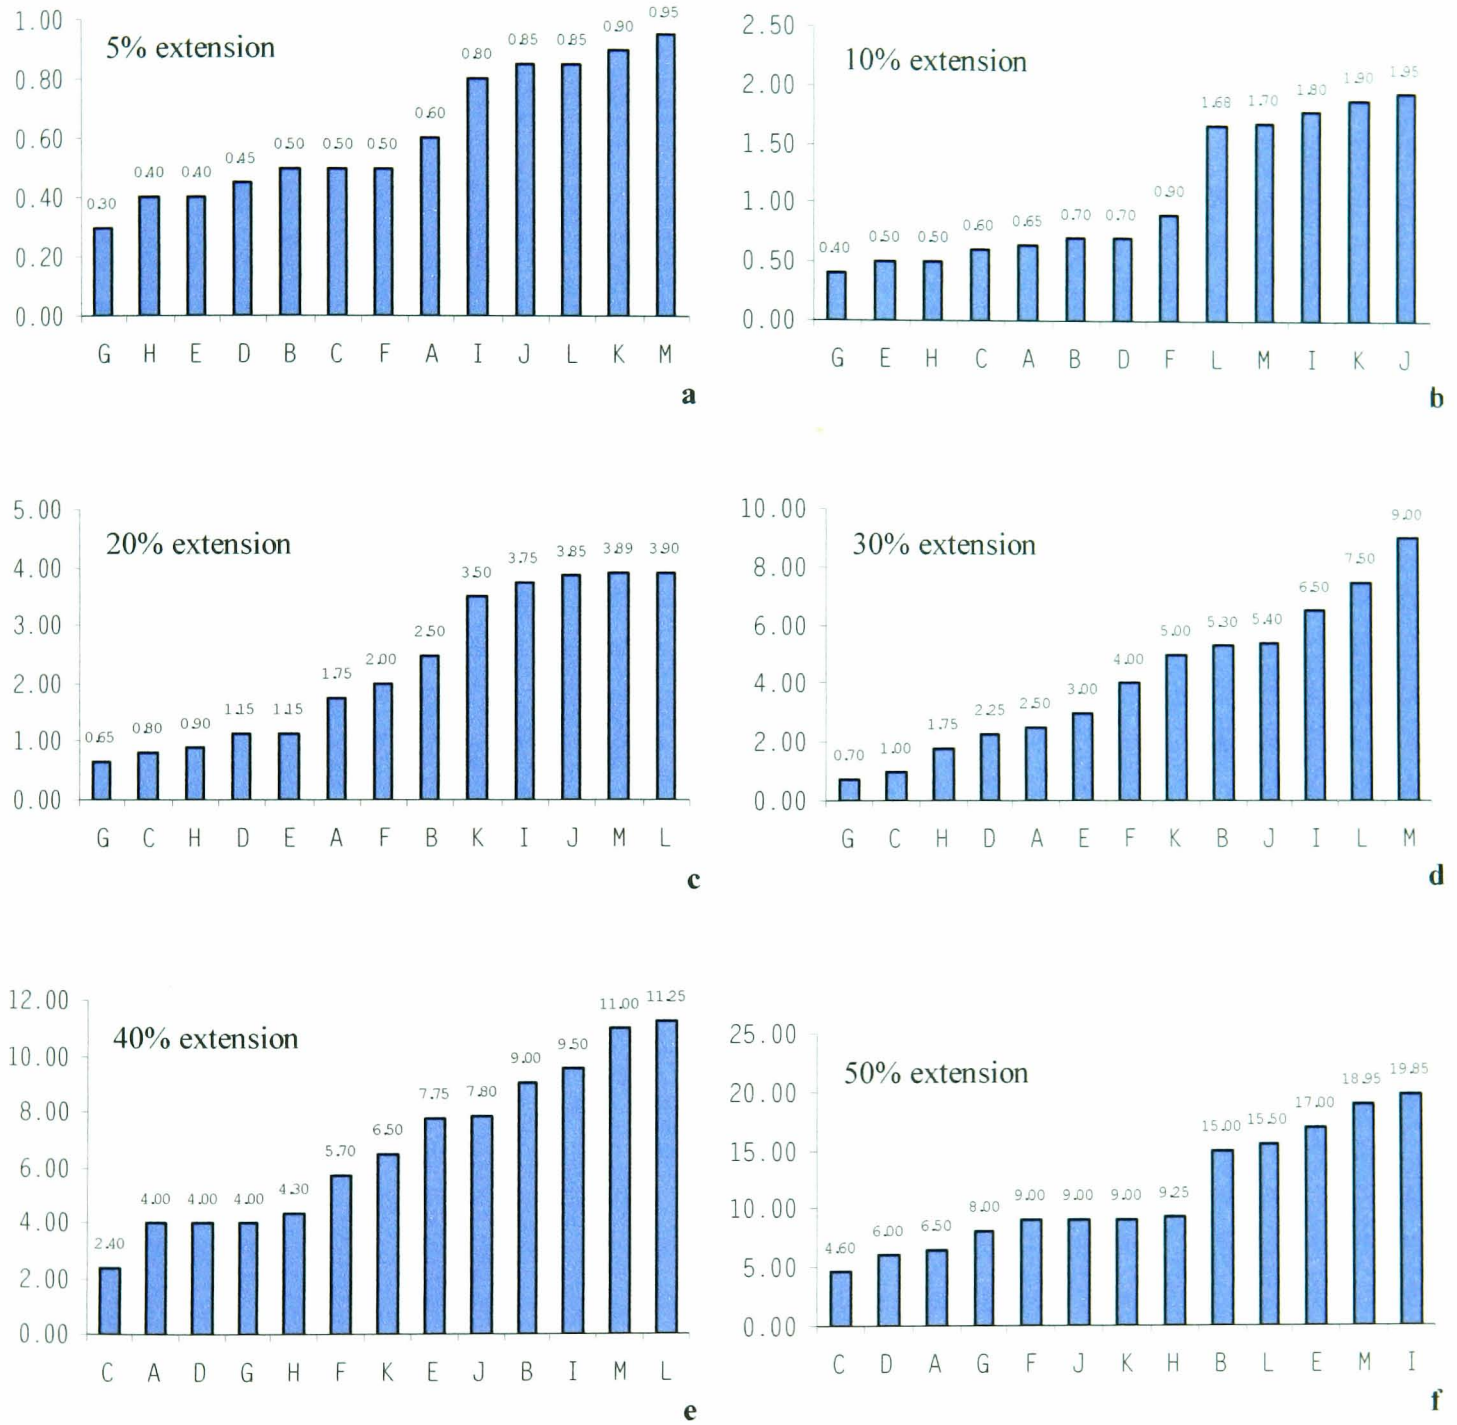 5% extension
1.00
0.80
0.60
0.40
0.20
0.00
0.30 0.40 0.40 0.45 0.50 0.50 0.50 0.60 0.80 0.85 0.85 0.90 0.95
G H E D B C F A I J L K M
a
10% extension
2.50
2.00
1.50
1.00
0.50
0.00
0.40 0.50 0.50 0.60 0.65 0.70 0.70 0.90 1.68 1.70 1.80 1.90 1.95
G E H C A B D F L M I K J
b
20% extension
5.00
4.00
3.00
2.00
1.00
0.00
0.65 0.80 0.90 1.15 1.15 1.75 2.00 2.50 3.50 3.75 3.85 3.89 3.90
G C H D E A F B K I J M L
c
30% extension
10.00
8.00
6.00
4.00
2.00
0.00
0.70 1.00 1.75 2.25 2.50 3.00 4.00 5.00 5.30 5.40 6.50 7.50 9.00
G C H D A E F K B J I L M
d
40% extension
12.00
10.00
8.00
6.00
4.00
2.00
0.00
2.40 4.00 4.00 4.00 4.30 5.70 6.50 7.75 7.80 9.00 9.50 11.00 11.25
C A D G H F K E J B I M L
e
50% extension
25.00
20.00
15.00
10.00
5.00
0.00
4.60 6.00 6.50 8.00 9.00 9.00 9.00 9.25 15.00 15.50 17.00 18.95 19.85
C D A G F J K H B L E M I
f